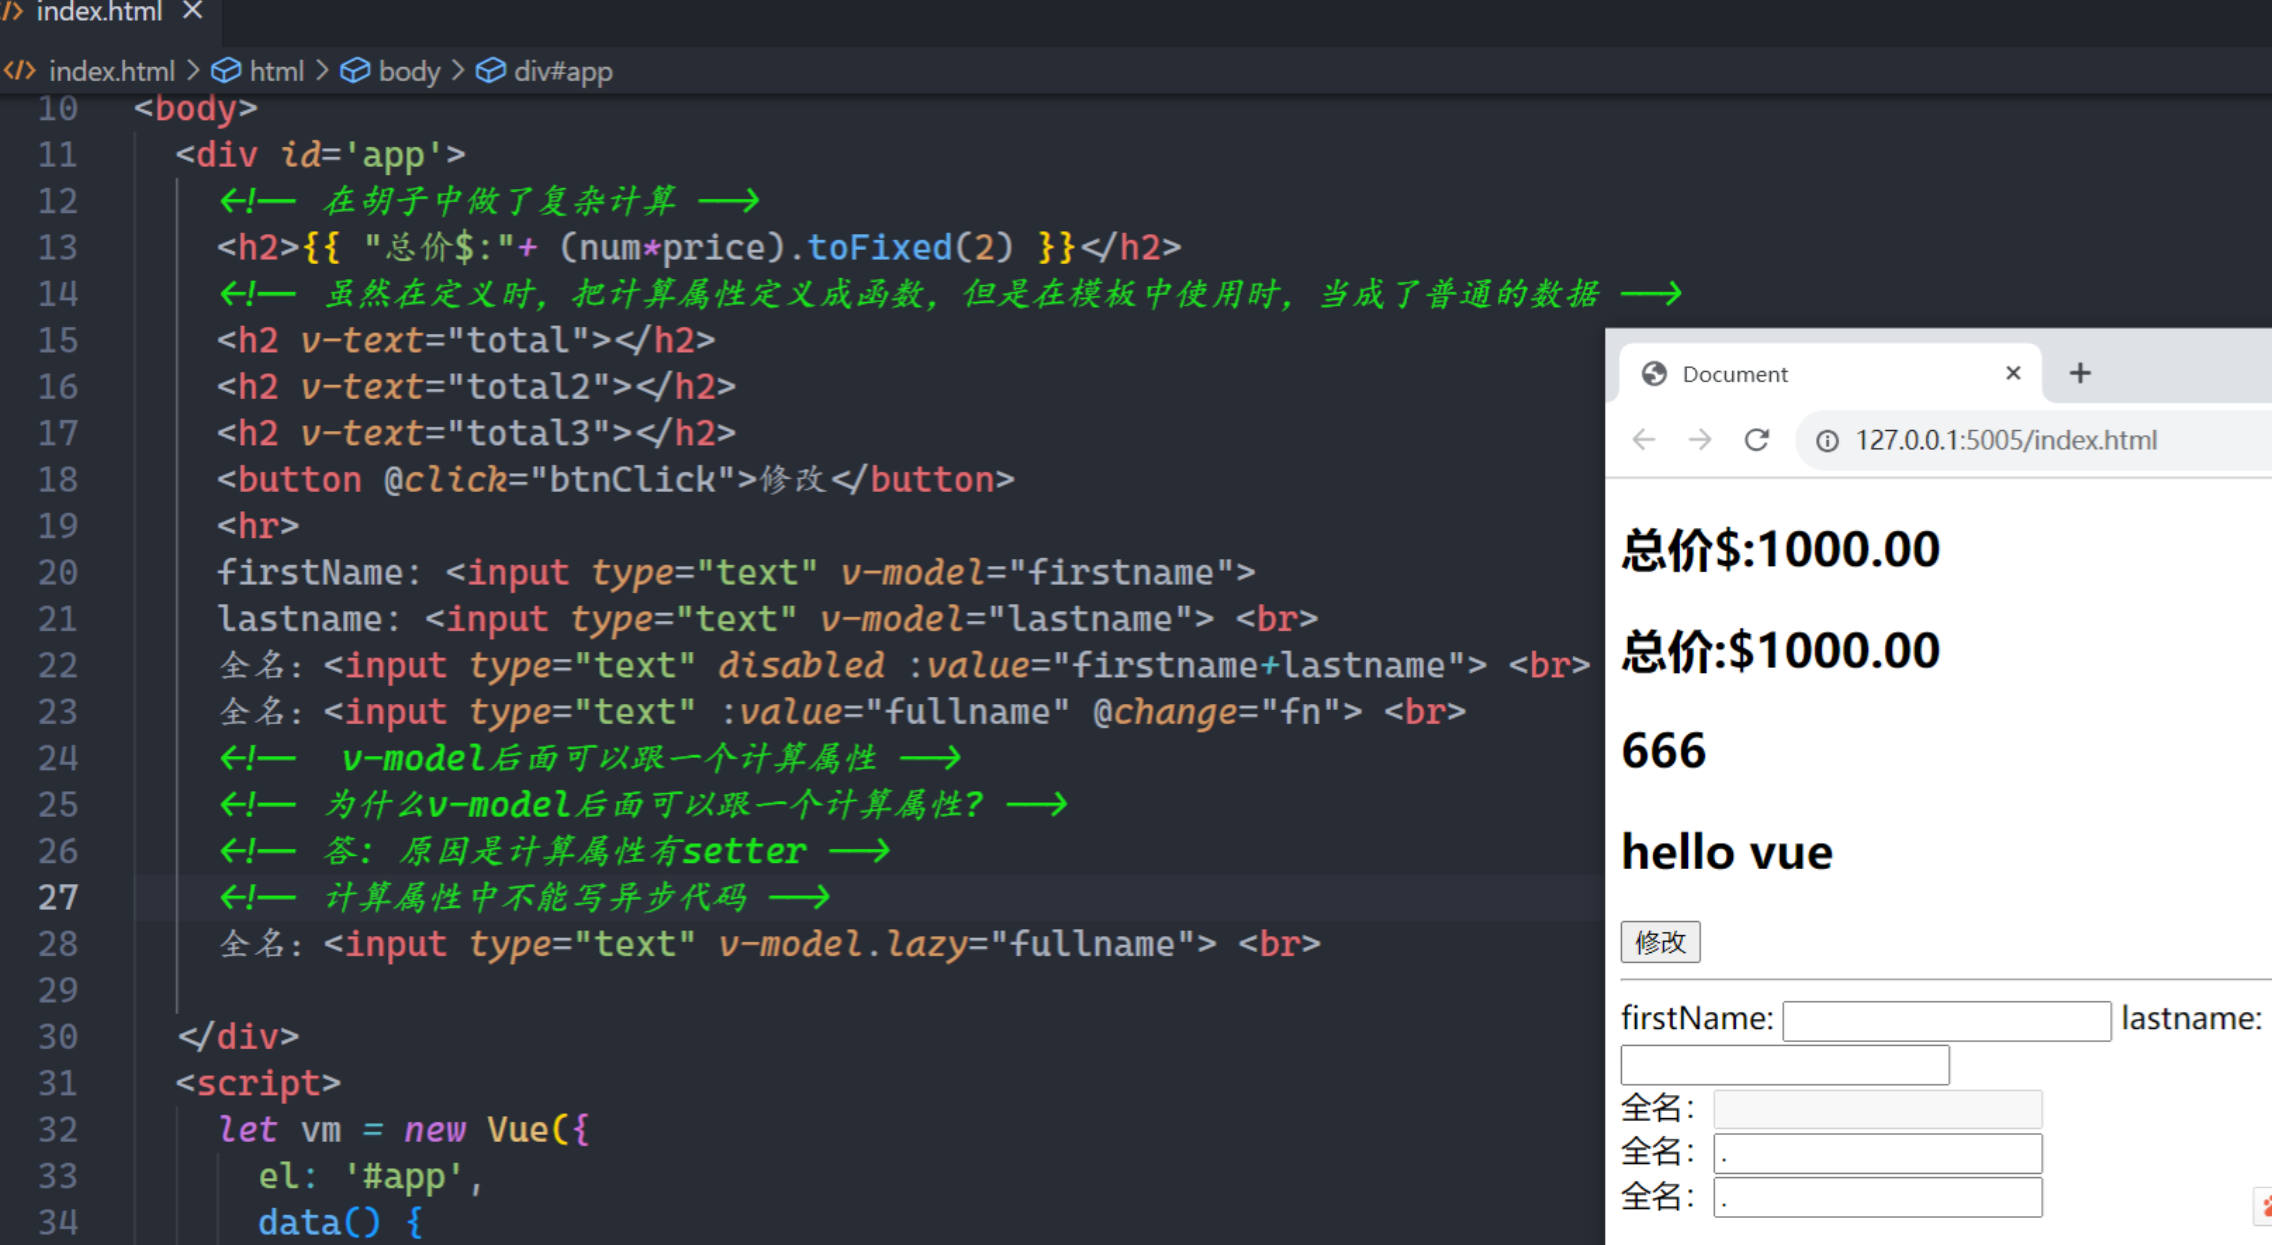 index.html
index.html > html > body > div#app
10 <body>
11 <div id='app'>
12 <!-- 在胡子中做了复杂计算 -->
13 <h2>{{ "总价$:"+ (num*price).toFixed(2) }}</h2>
14 <!-- 虽然在定义时，把计算属性定义成函数，但是在模板中使用时，当成了普通的数据 -->
15 <h2 v-text="total"></h2>
16 <h2 v-text="total2"></h2>
17 <h2 v-text="total3"></h2>
18 <button @click="btnClick">修改</button>
19 <hr>
20 firstName: <input type="text" v-model="firstname">
21 lastname: <input type="text" v-model="lastname"> <br>
22 全名：<input type="text" disabled :value="firstname+lastname"> <br>
23 全名：<input type="text" :value="fullname" @change="fn"> <br>
24 <!--  v-model后面可以跟一个计算属性 -->
25 <!-- 为什么v-model后面可以跟一个计算属性? -->
26 <!-- 答：原因是计算属性有setter -->
27 <!-- 计算属性中不能写异步代码 -->
28 全名：<input type="text" v-model.lazy="fullname"> <br>
29
30 </div>
31 <script>
32 let vm = new Vue({
33 el: '#app',
34 data() {
Document
127.0.0.1:5005/index.html
总价$:1000.00
总价:$1000.00
666
hello vue
修改
firstName: lastname:
全名：
全名： .
全名： .